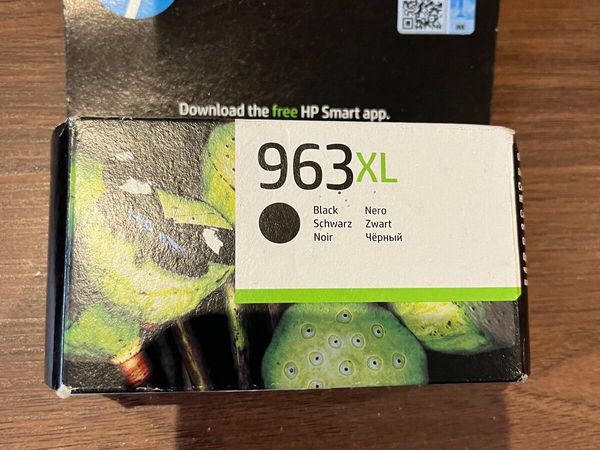 Download the free HP Smart app.
963XL
Black Nero
Schwarz Zwart
Noir Чёрный